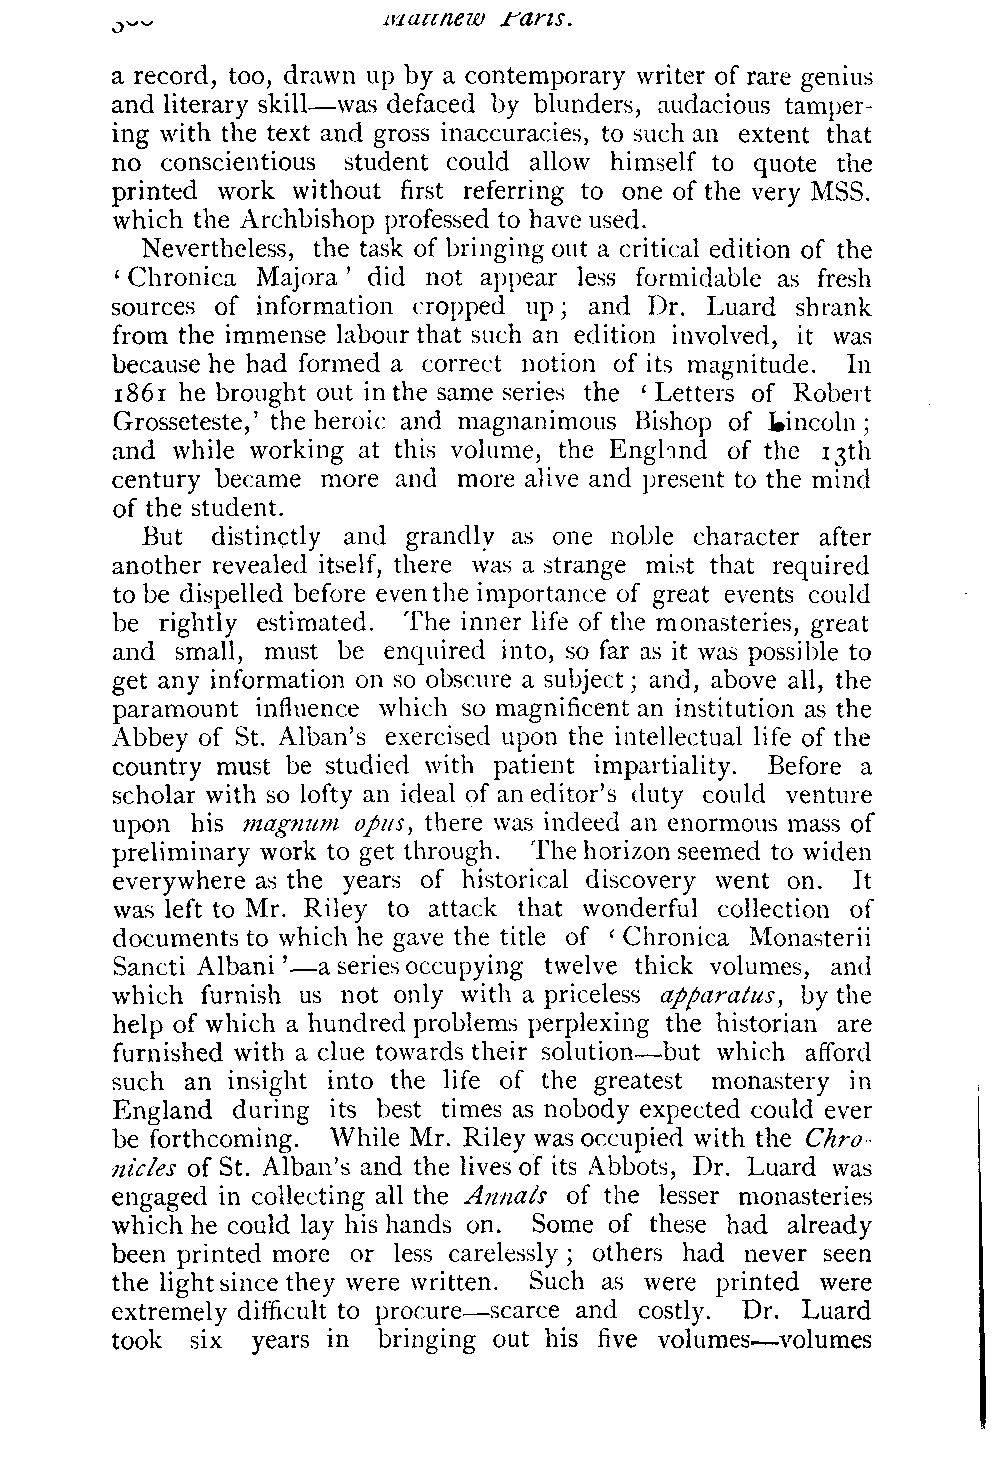 Matthew Paris.
a record, too, drawn up by a contemporary writer of rare genius
and literary skill—was defaced by blunders, audacious tamper-
ing with the text and gross inaccuracies, to such an extent that
no conscientious student could allow himself to quote the
printed work without first referring to one of the very MSS.
which the Archbishop professed to have used.
Nevertheless, the task of bringing out a critical edition of the
‘ Chronica Majora ’ did not appear less formidable as fresh
sources of information cropped up ; and Dr. Luard shrank
from the immense labour that such an edition involved, it was
because he had formed a correct notion of its magnitude. In
1861 he brought out in the same series the ‘ Letters of Robert
Grosseteste,’ the heroic and magnanimous Bishop of Lincoln ;
and while working at this volume, the England of the 13th
century became more and more alive and present to the mind
of the student.
But distinctly and grandly as one noble character after
another revealed itself, there was a strange mist that required
to be dispelled before even the importance of great events could
be rightly estimated. The inner life of the monasteries, great
and small, must be enquired into, so far as it was possible to
get any information on so obscure a subject ; and, above all, the
paramount influence which so magnificent an institution as the
Abbey of St. Alban’s exercised upon the intellectual life of the
country must be studied with patient impartiality. Before a
scholar with so lofty an ideal of an editor’s duty could venture
upon his magnum opus, there was indeed an enormous mass of
preliminary work to get through. The horizon seemed to widen
everywhere as the years of historical discovery went on. It
was left to Mr. Riley to attack that wonderful collection of
documents to which he gave the title of ‘ Chronica Monasterii
Sancti Albani ’—a series occupying twelve thick volumes, and
which furnish us not only with a priceless apparatus, by the
help of which a hundred problems perplexing the historian are
furnished with a clue towards their solution—but which afford
such an insight into the life of the greatest monastery in
England during its best times as nobody expected could ever
be forthcoming. While Mr. Riley was occupied with the Chro-
nicles of St. Alban’s and the lives of its Abbots, Dr. Luard was
engaged in collecting all the Annals of the lesser monasteries
which he could lay his hands on. Some of these had already
been printed more or less carelessly ; others had never seen
the light since they were written. Such as were printed were
extremely difficult to procure—scarce and costly. Dr. Luard
took six years in bringing out his five volumes—volumes